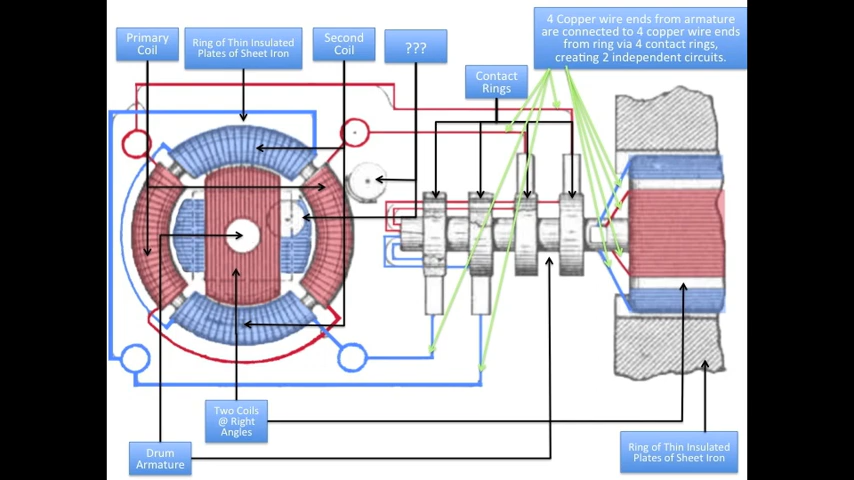 4 Copper wire ends from armature
are connected to 4 copper wire ends
from ring via 4 contact rings,
creating 2 independent circuits.
Primary
Coil
Ring of Thin Insulated
Plates of Sheet Iron
Second
Coil
???
Contact
Rings
Two Coils
@ Right
Angles
Drum
Armature
Ring of Thin Insulated
Plates of Sheet Iron